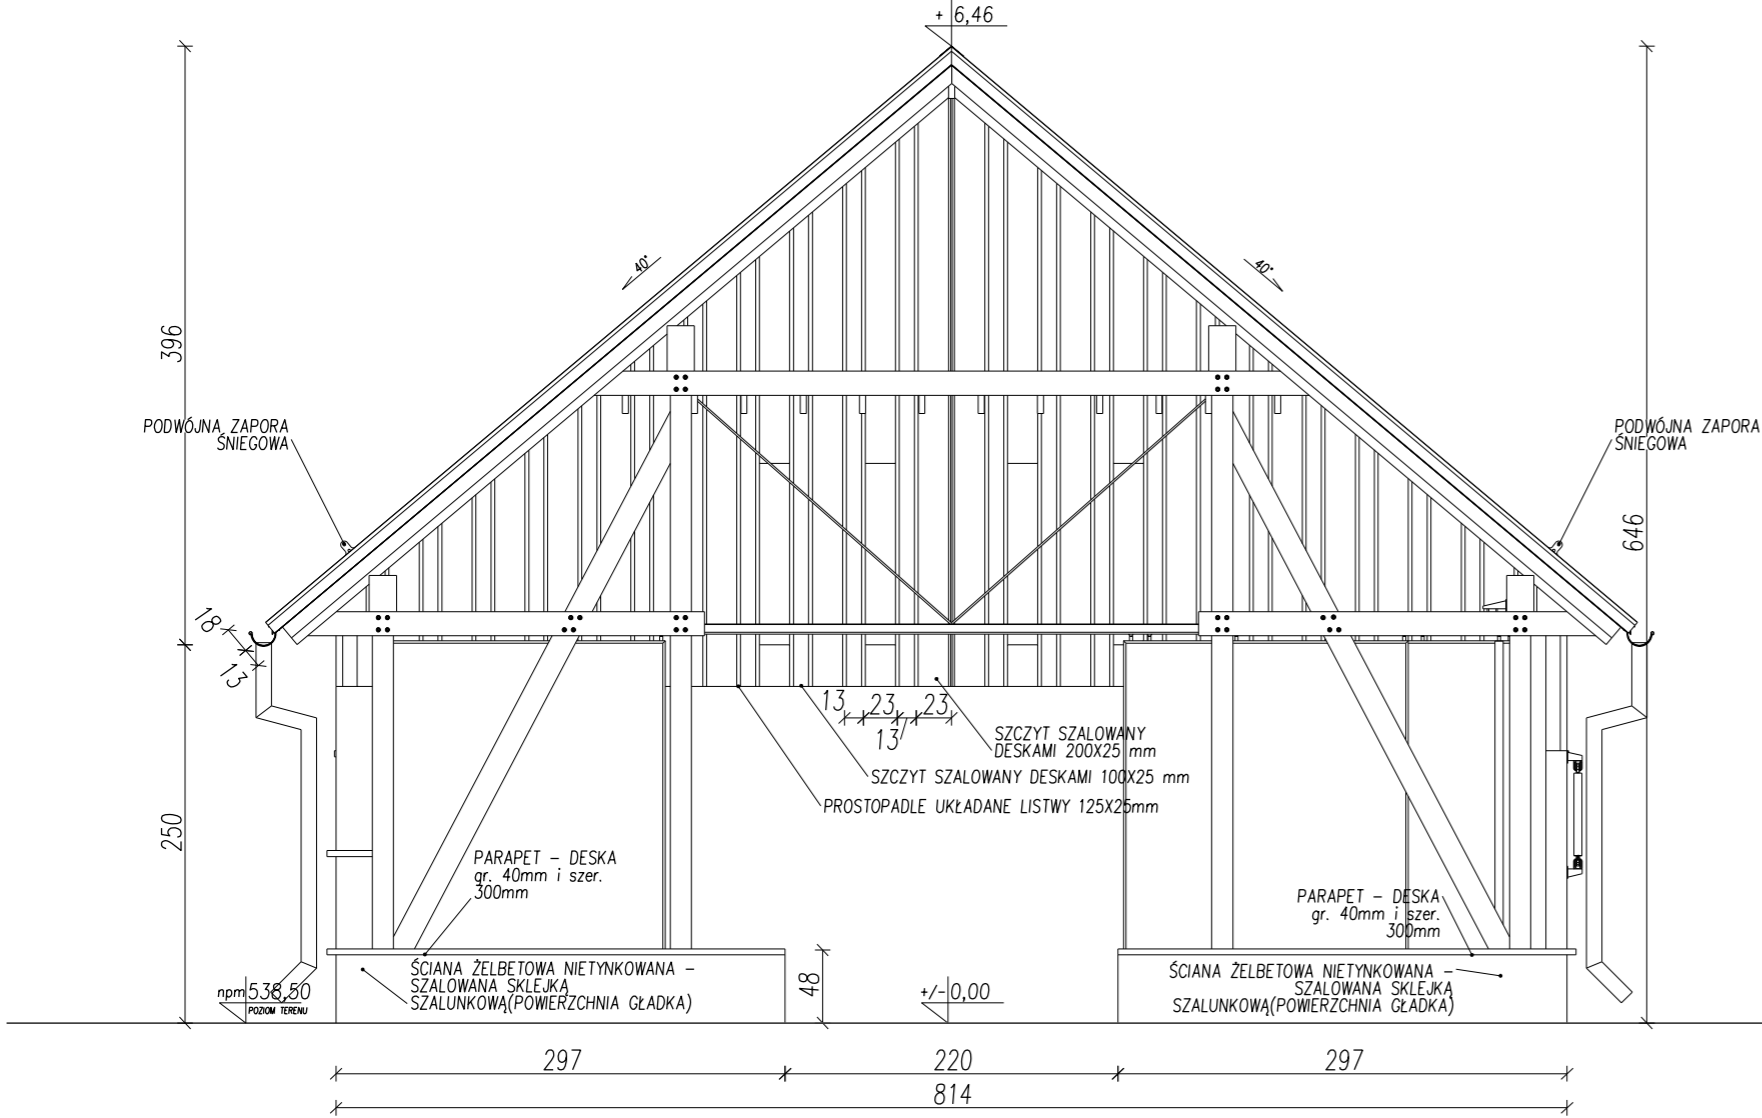 + 6,46
40°
40°
396
PODWÓJNA ZAPORA
ŚNIEGOWA
PODWÓJNA ZAPORA
ŚNIEGOWA
646
18
13
13
23
13
23
SZCZYT SZALOWANY
DESKAMI 200X25 mm
SZCZYT SZALOWANY DESKAMI 100X25 mm
PROSTOPADLE UKŁADANE LISTWY 125X25mm
250
PARAPET – DESKA
gr. 40mm i szer.
300mm
PARAPET – DESKA
gr. 40mm i szer.
300mm
ŚCIANA ŻELBETOWA NIETYNKOWANA –
SZALOWANA SKLEJKĄ
SZALUNKOWĄ(POWIERZCHNIA GŁADKA)
48
ŚCIANA ŻELBETOWA NIETYNKOWANA –
SZALOWANA SKLEJKĄ
SZALUNKOWĄ(POWIERZCHNIA GŁADKA)
npm 538,50
POZIOM TERENU
+/-0,00
297
220
297
814